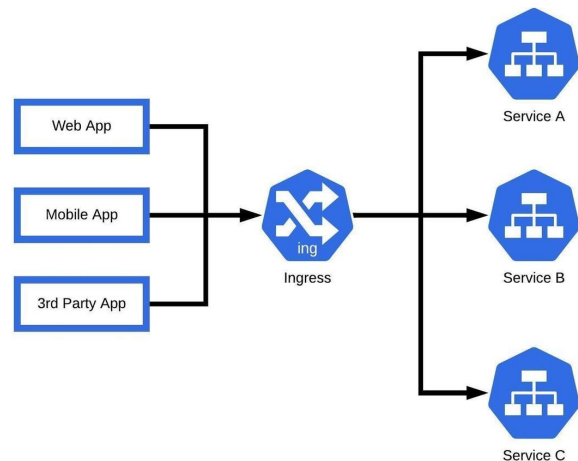 Web App
Mobile App
3rd Party App
ing
Ingress
Service A
Service B
Service C